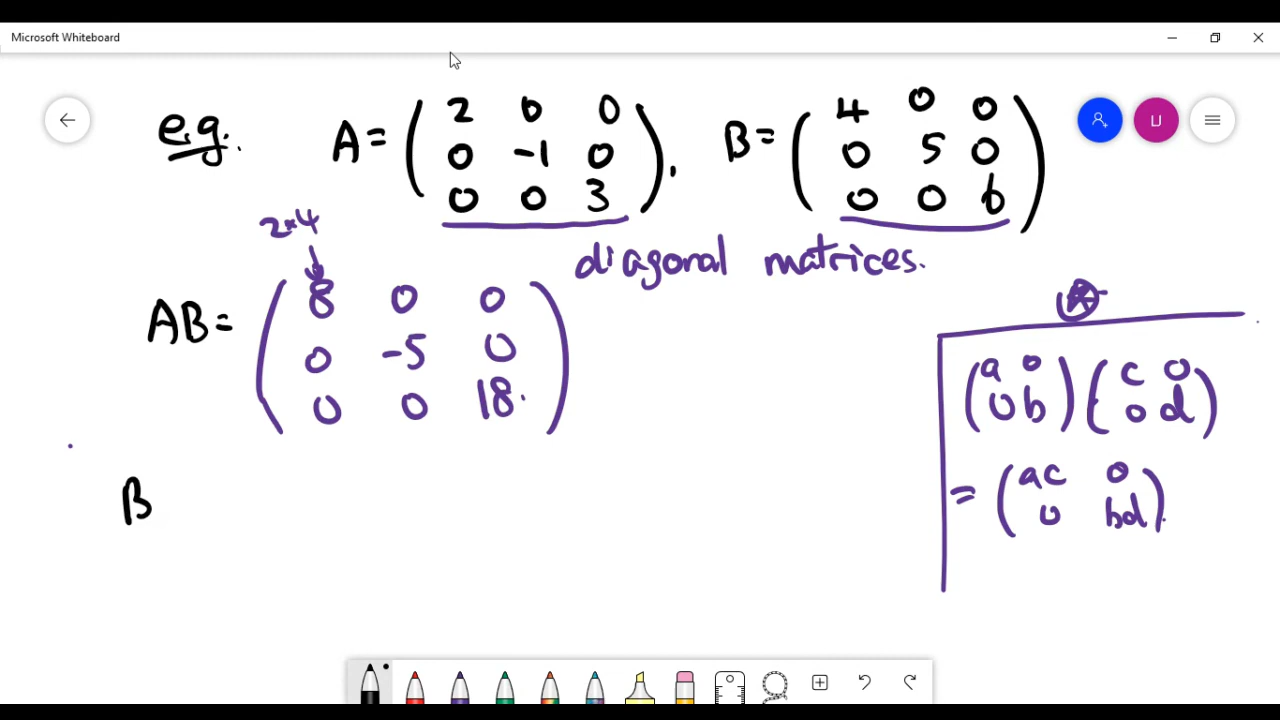 Microsoft Whiteboard
e.g. A = ( 2 0 0 ), B = ( 4 0 0 )
0 -1 0 0 5 0
0 0 3 0 0 6
2*4
diagonal matrices.
AB = ( 8 0 0 )
0 -5 0
0 0 18.
B
U
(a 0) (c 0)
0 b 0 d
= (ac 0)
0 bd.